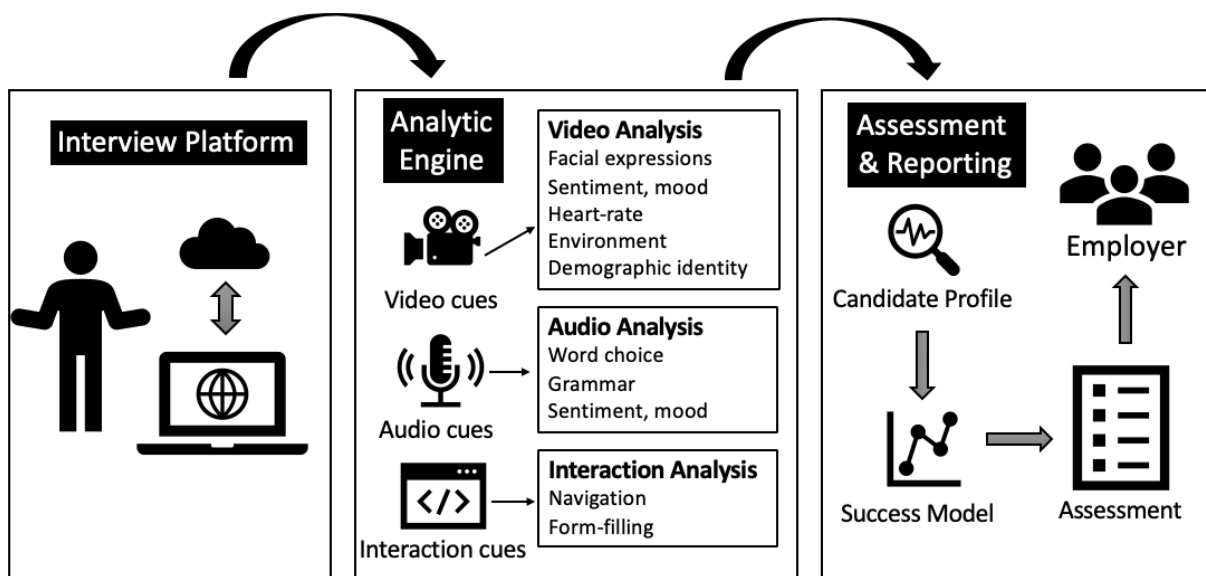 Interview Platform
Analytic
Engine
Video cues
Video Analysis
Facial expressions
Sentiment, mood
Heart-rate
Environment
Demographic identity
Audio cues
Audio Analysis
Word choice
Grammar
Sentiment, mood
</>
Interaction cues
Interaction Analysis
Navigation
Form-filling
Assessment
& Reporting
Candidate Profile
Success Model
Assessment
Employer